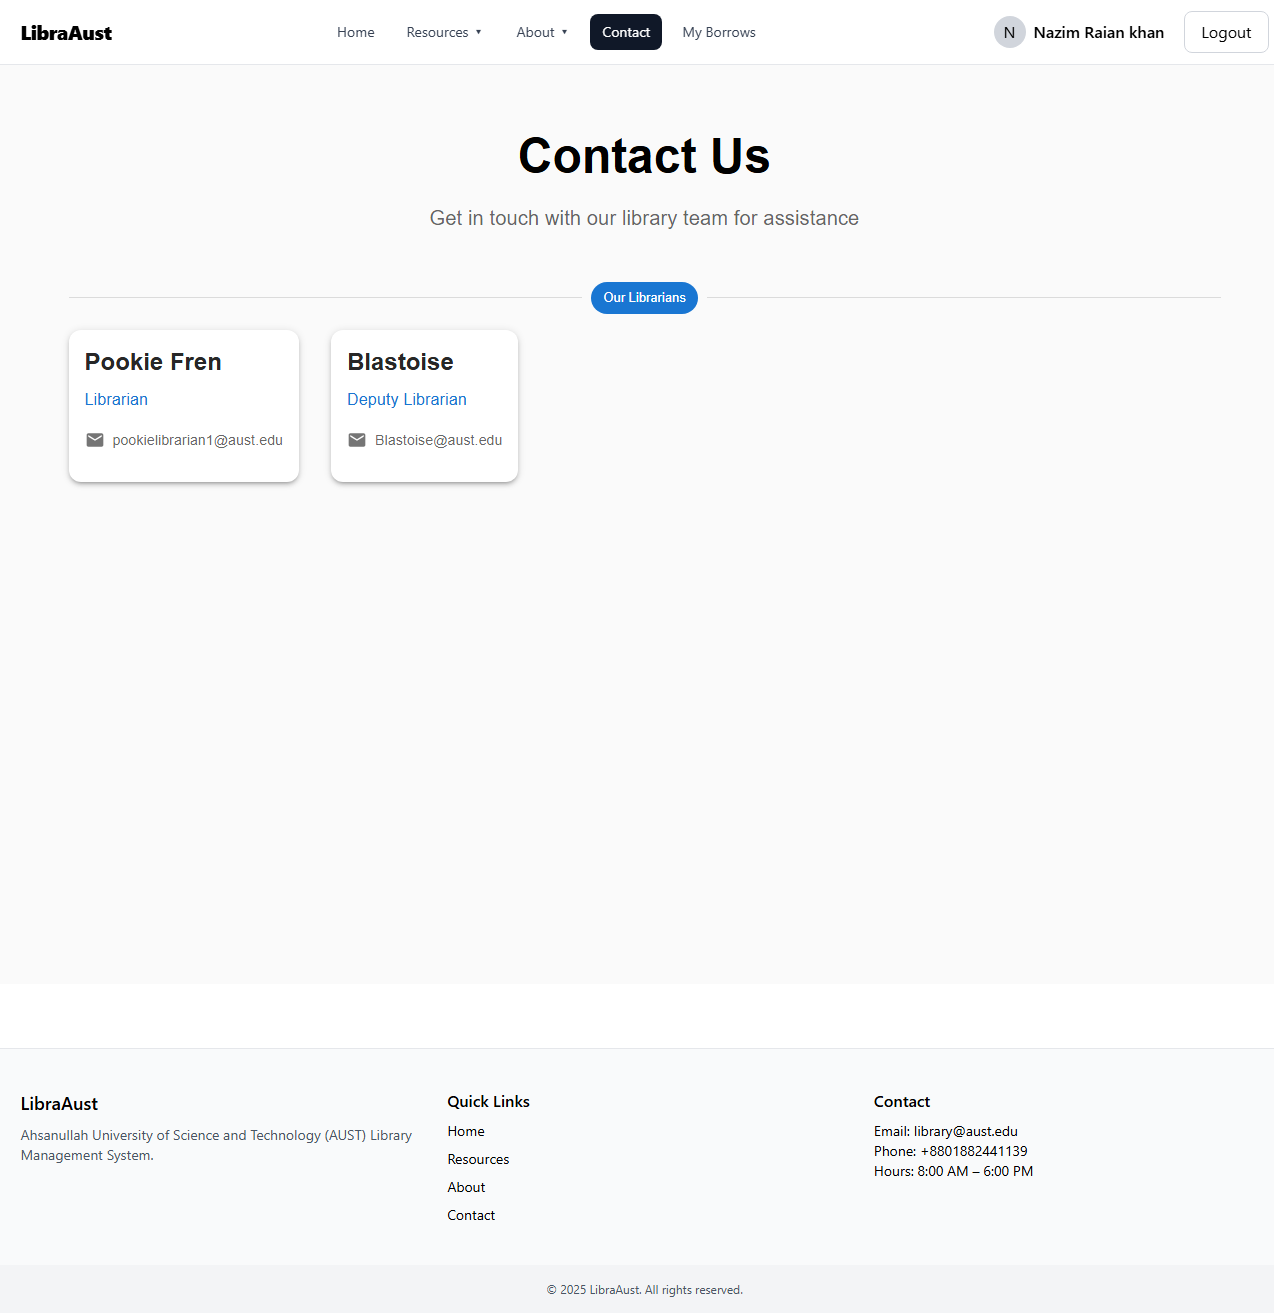 LibraAust
Home
Resources ▼
About ▼
Contact
My Borrows
N
Nazim Raian khan
Logout
Contact Us
Get in touch with our library team for assistance
Our Librarians
Pookie Fren
Librarian
pookielibrarian1@aust.edu
Blastoise
Deputy Librarian
Blastoise@aust.edu
LibraAust
Ahsanullah University of Science and Technology (AUST) Library
Management System.
Quick Links
Home
Resources
About
Contact
Contact
Email: library@aust.edu
Phone: +8801882441139
Hours: 8:00 AM – 6:00 PM
© 2025 LibraAust. All rights reserved.